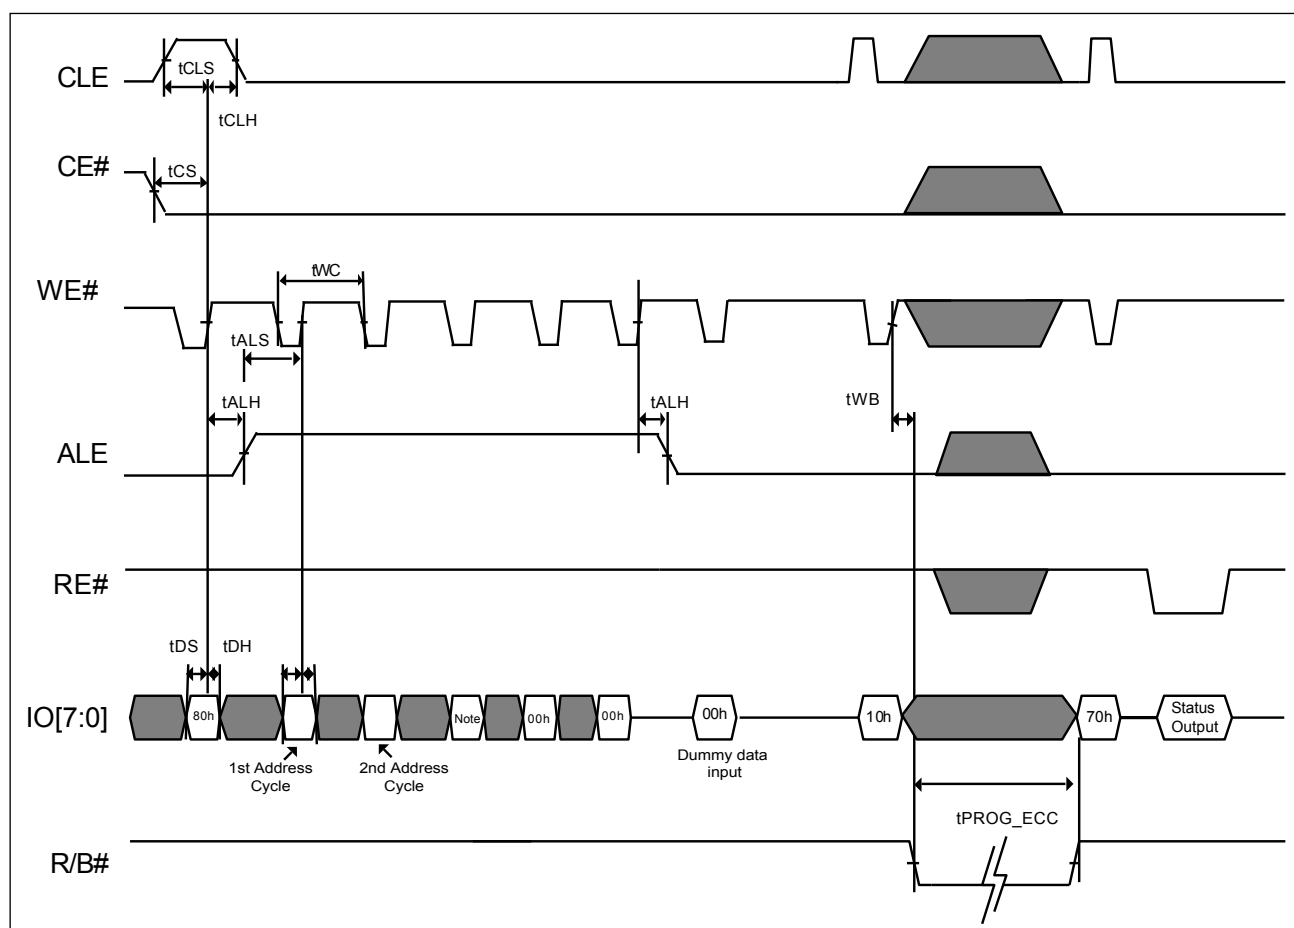 CLE
tCLS
tCLH
CE#
tCS
WE#
tWC
tALS
tALH
tALH
tWB
ALE
RE#
tDS
tDH
IO[7:0]
80h
Note
00h
00h
00h
10h
70h
Status
Output
1st Address
Cycle
2nd Address
Cycle
Dummy data
input
tPROG_ECC
R/B#